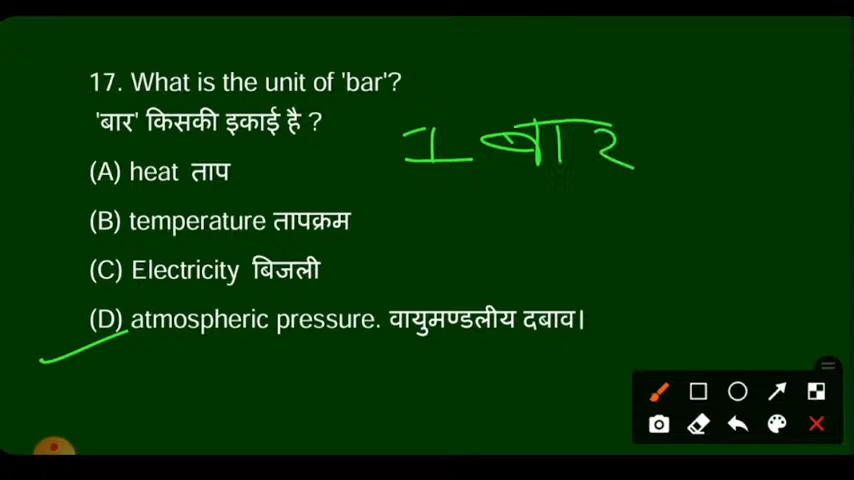 17. What is the unit of 'bar'?
'बार' किसकी इकाई है ?
1 बार
(A) heat ताप
(B) temperature तापक्रम
(C) Electricity बिजली
(D) atmospheric pressure. वायुमण्डलीय दबाव।